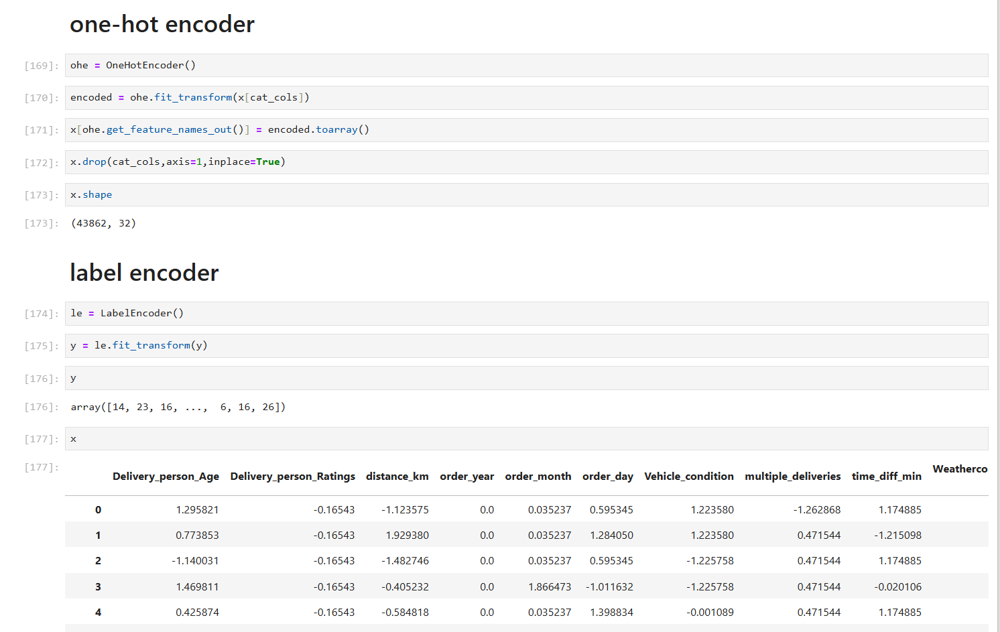 one-hot encoder
[169]: ohe = OneHotEncoder()
[170]: encoded = ohe.fit_transform(x[cat_cols])
[171]: x[ohe.get_feature_names_out()] = encoded.toarray()
[172]: x.drop(cat_cols,axis=1,inplace=True)
[173]: x.shape
[173]: (43862, 32)
label encoder
[174]: le = LabelEncoder()
[175]: y = le.fit_transform(y)
[176]: y
[176]: array([14, 23, 16, ...,  6, 16, 26])
[177]: x
[177]:
Delivery_person_Age Delivery_person_Ratings distance_km order_year order_month order_day Vehicle_condition multiple_deliveries time_diff_min Weatherco
0 1.295821 -0.16543 -1.123575 0.0 0.035237 0.595345 1.223580 -1.262868 1.174885
1 0.773853 -0.16543 1.929380 0.0 0.035237 1.284050 1.223580 0.471544 -1.215098
2 -1.140031 -0.16543 -1.482746 0.0 0.035237 0.595345 -1.225758 0.471544 1.174885
3 1.469811 -0.16543 -0.405232 0.0 1.866473 -1.011632 -1.225758 0.471544 -0.020106
4 0.425874 -0.16543 -0.584818 0.0 0.035237 1.398834 -0.001089 0.471544 1.174885